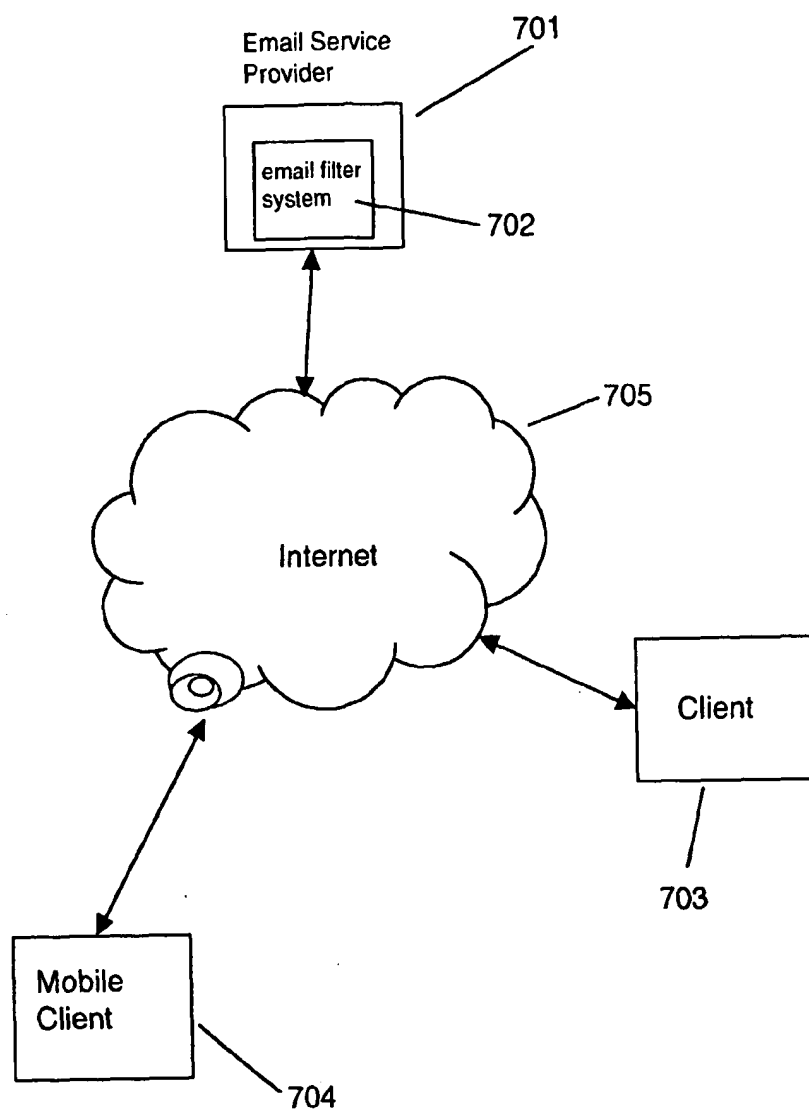 Email Service
Provider
701
email filter
system
702
705
Internet
Client
703
Mobile
Client
704